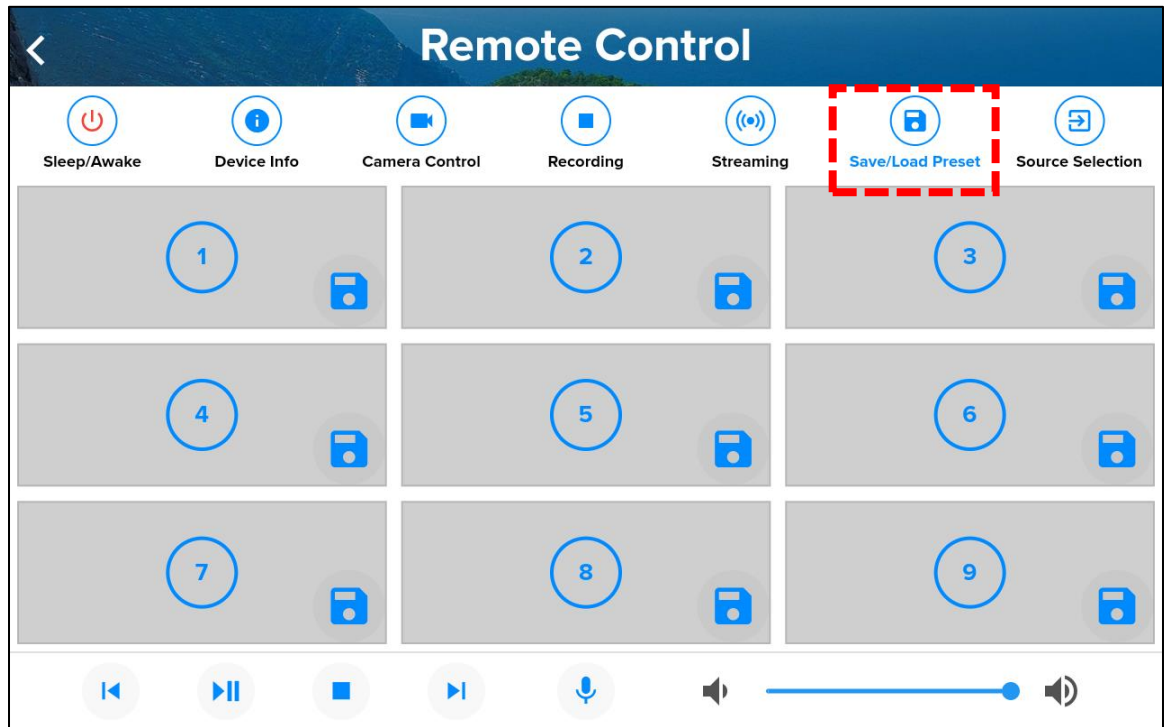 Remote Control
Sleep/Awake Device Info Camera Control Recording Streaming Save/Load Preset Source Selection
1 2 3
4 5 6
7 8 9